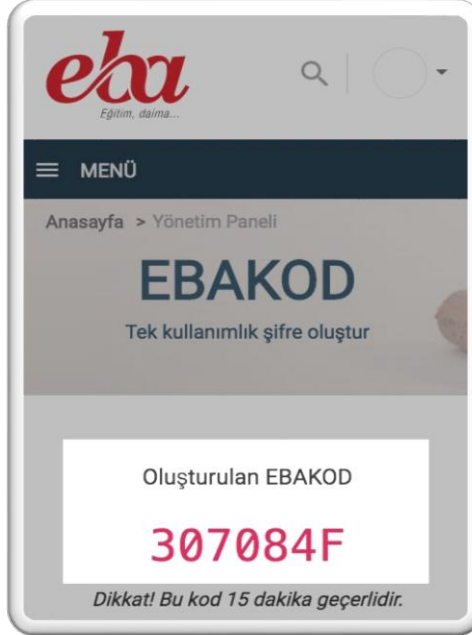 eba
Eğitim, daima...
MENÜ
Anasayfa > Yönetim Paneli
EBAKOD
Tek kullanımlık şifre oluştur
Oluşturulan EBAKOD
307084F
Dikkat! Bu kod 15 dakika geçerlidir.